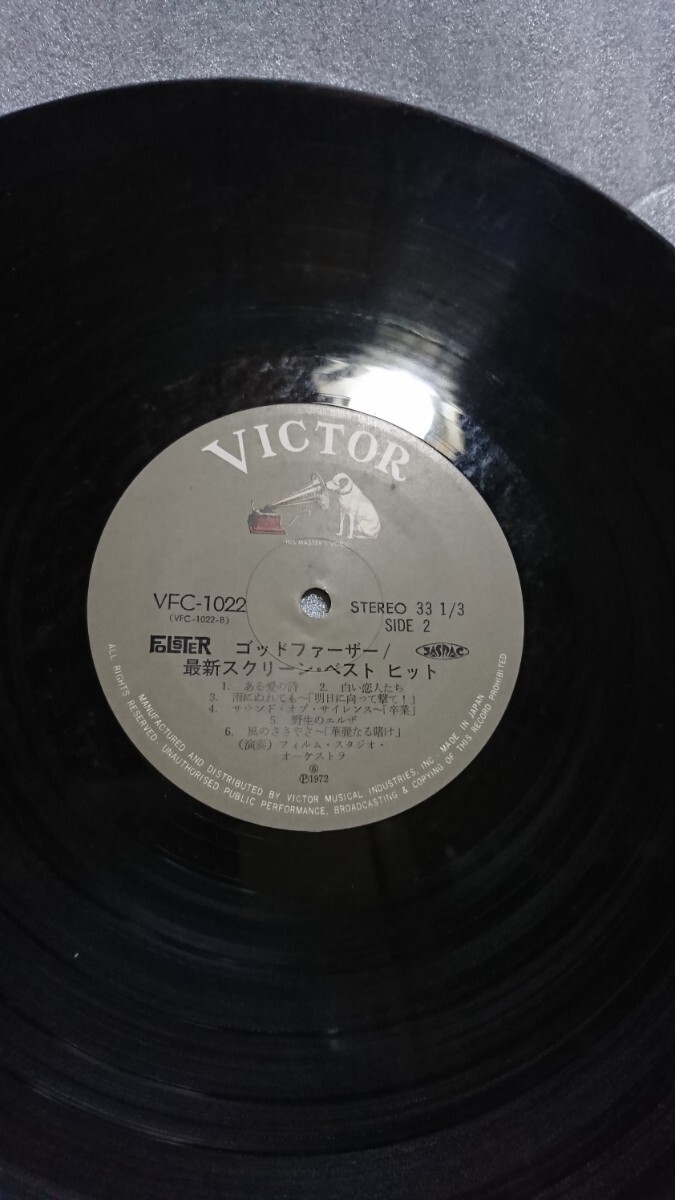 VICTOR
HIS MASTER'S VOICE
VFC-1022
(VFC-1022-B)
STEREO 33 1/3
SIDE 2
FOLSTER
ゴッドファーザー/
JASRAC
最新スクリーン・ベスト ヒット
1. ある愛の詩 2. 白い恋人たち
3. 雨にぬれても~「明日に向って撃て!」
4. サウンド・オブ・サイレンス~「卒業」
5. 野生のエルザ
6. 風のささやき~「華麗なる賭け」
(演奏) フィルム・スタジオ・
オーケストラ
Ⓟ1972
MANUFACTURED AND DISTRIBUTED BY VICTOR MUSICAL INDUSTRIES, INC. MADE IN JAPAN
ALL RIGHTS RESERVED. UNAUTHORISED PUBLIC PERFORMANCE, BROADCASTING & COPYING OF THIS RECORD PROHIBITED